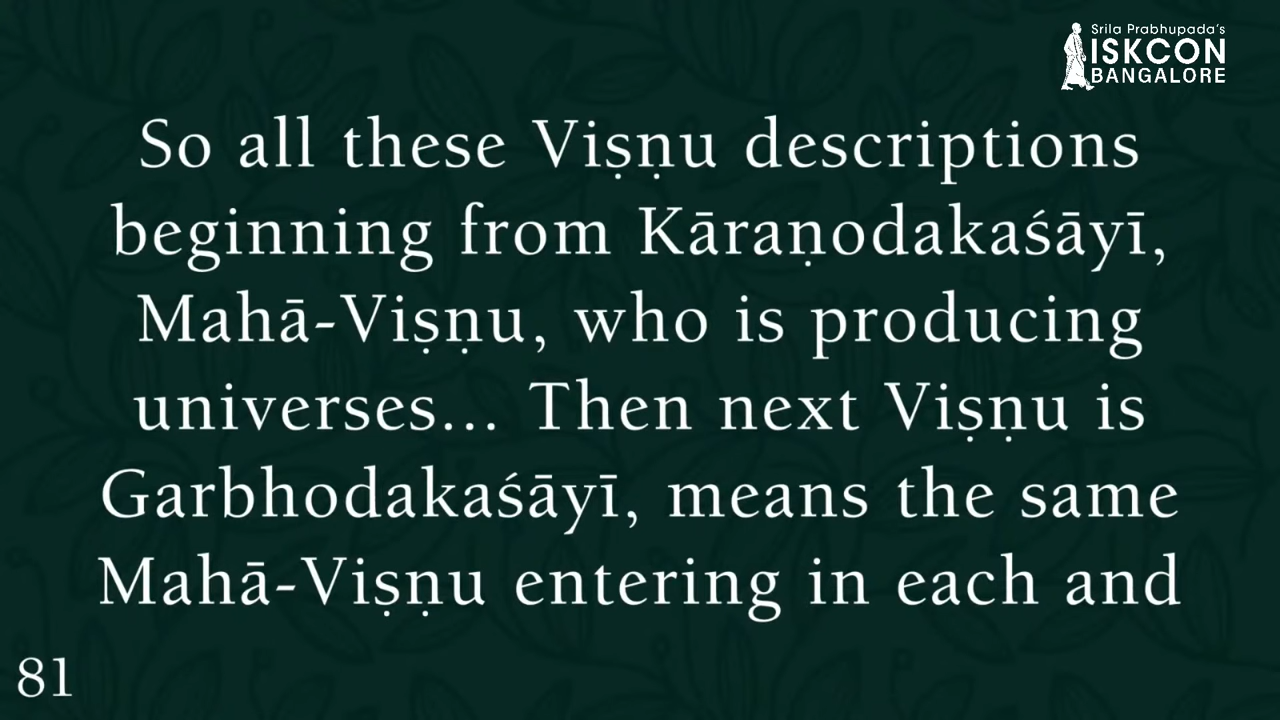 Srila Prabhupada's
ISKCON
BANGALORE
So all these Viṣṇu descriptions
beginning from Kāraṇodakaśāyī,
Mahā-Viṣṇu, who is producing
universes... Then next Viṣṇu is
Garbhodakaśāyī, means the same
Mahā-Viṣṇu entering in each and
81